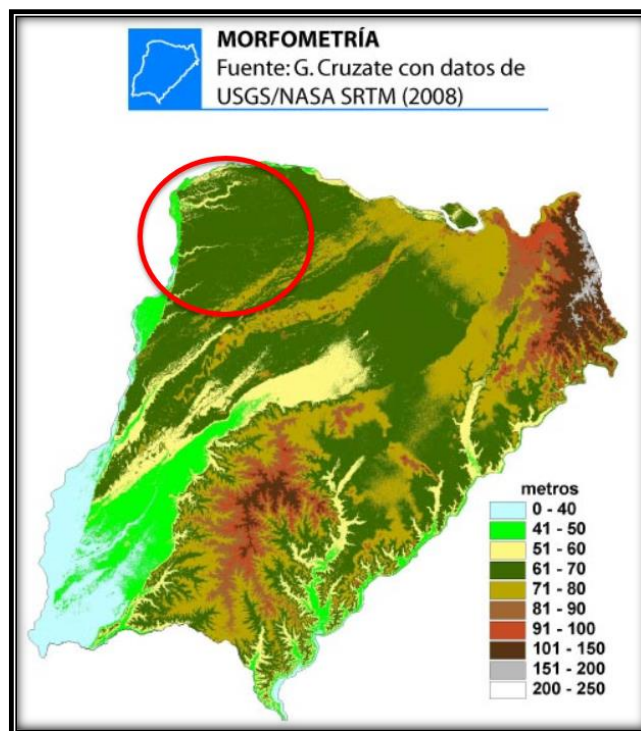 MORFOMETRÍA
Fuente: G. Cruzate con datos de
USGS/NASA SRTM (2008)
metros
0 - 40
41 - 50
51 - 60
61 - 70
71 - 80
81 - 90
91 - 100
101 - 150
151 - 200
200 - 250